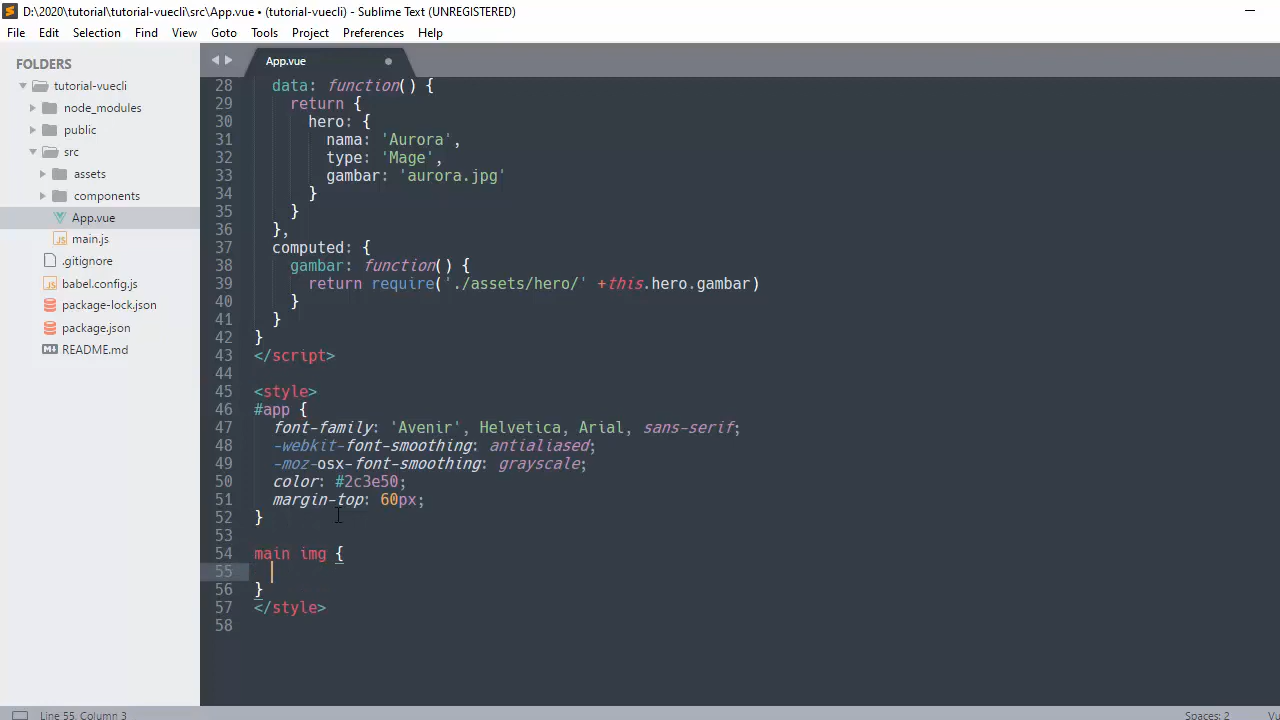 D:\2020\tutorial\tutorial-vuecli\src\App.vue • (tutorial-vuecli) - Sublime Text (UNREGISTERED)
File Edit Selection Find View Goto Tools Project Preferences Help
FOLDERS
tutorial-vuecli
node_modules
public
src
assets
components
App.vue
main.js
.gitignore
babel.config.js
package-lock.json
package.json
README.md
App.vue
28 data: function() {
29 return {
30 hero: {
31 nama: 'Aurora',
32 type: 'Mage',
33 gambar: 'aurora.jpg'
34 }
35 }
36 },
37 computed: {
38 gambar: function() {
39 return require('./assets/hero/' +this.hero.gambar)
40 }
41 }
42 }
43 </script>
44
45 <style>
46 #app {
47 font-family: 'Avenir', Helvetica, Arial, sans-serif;
48 -webkit-font-smoothing: antialiased;
49 -moz-osx-font-smoothing: grayscale;
50 color: #2c3e50;
51 margin-top: 60px;
52 }
53
54 main img {
55
56 }
57 </style>
58
Line 55, Column 3
Spaces: 2